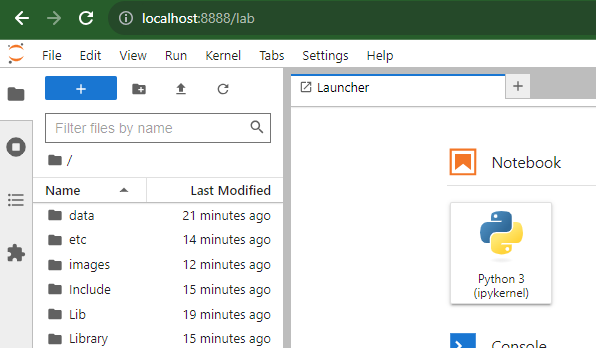 localhost:8888/lab
File Edit View Run Kernel Tabs Settings Help
+
Launcher
+
Filter files by name
/
Name Last Modified
data 21 minutes ago
etc 14 minutes ago
images 12 minutes ago
Include 15 minutes ago
Lib 19 minutes ago
Library 15 minutes ago
Notebook
Python 3
(ipykernel)
Console